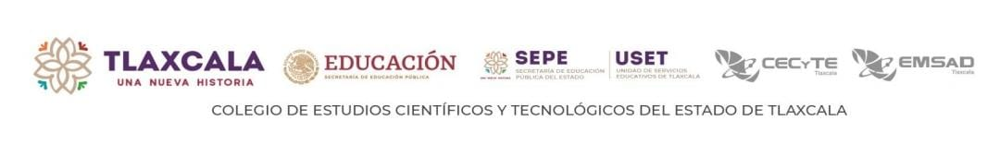 TLAXCALA
UNA NUEVA HISTORIA
EDUCACIÓN
SECRETARÍA DE EDUCACIÓN PÚBLICA
SEPE
SECRETARÍA DE EDUCACIÓN
PÚBLICA DEL ESTADO
USET
UNIDAD DE SERVICIOS
EDUCATIVOS DE TLAXCALA
CECyTE
Tlaxcala
EMSAD
Tlaxcala
COLEGIO DE ESTUDIOS CIENTÍFICOS Y TECNOLÓGICOS DEL ESTADO DE TLAXCALA